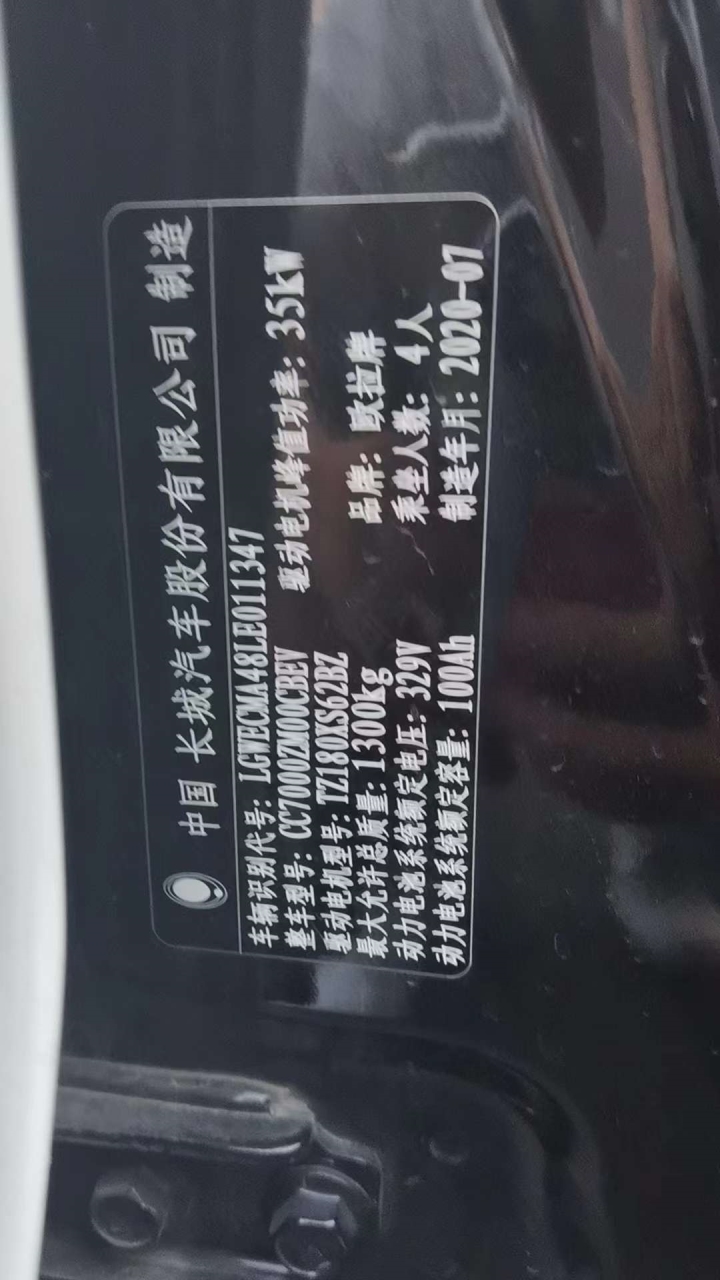 中国 长城汽车股份有限公司 制造
车辆识别代号: LGWECMA48LE011347
整车型号: CC7000ZM00CBEV 驱动电机峰值功率: 35kW
驱动电机型号: TZ180XS62BZ
最大允许总质量: 1300kg 品牌: 欧拉牌
动力电池系统额定电压: 329V 乘坐人数: 4人
动力电池系统额定容量: 100Ah 制造年月: 2020-07